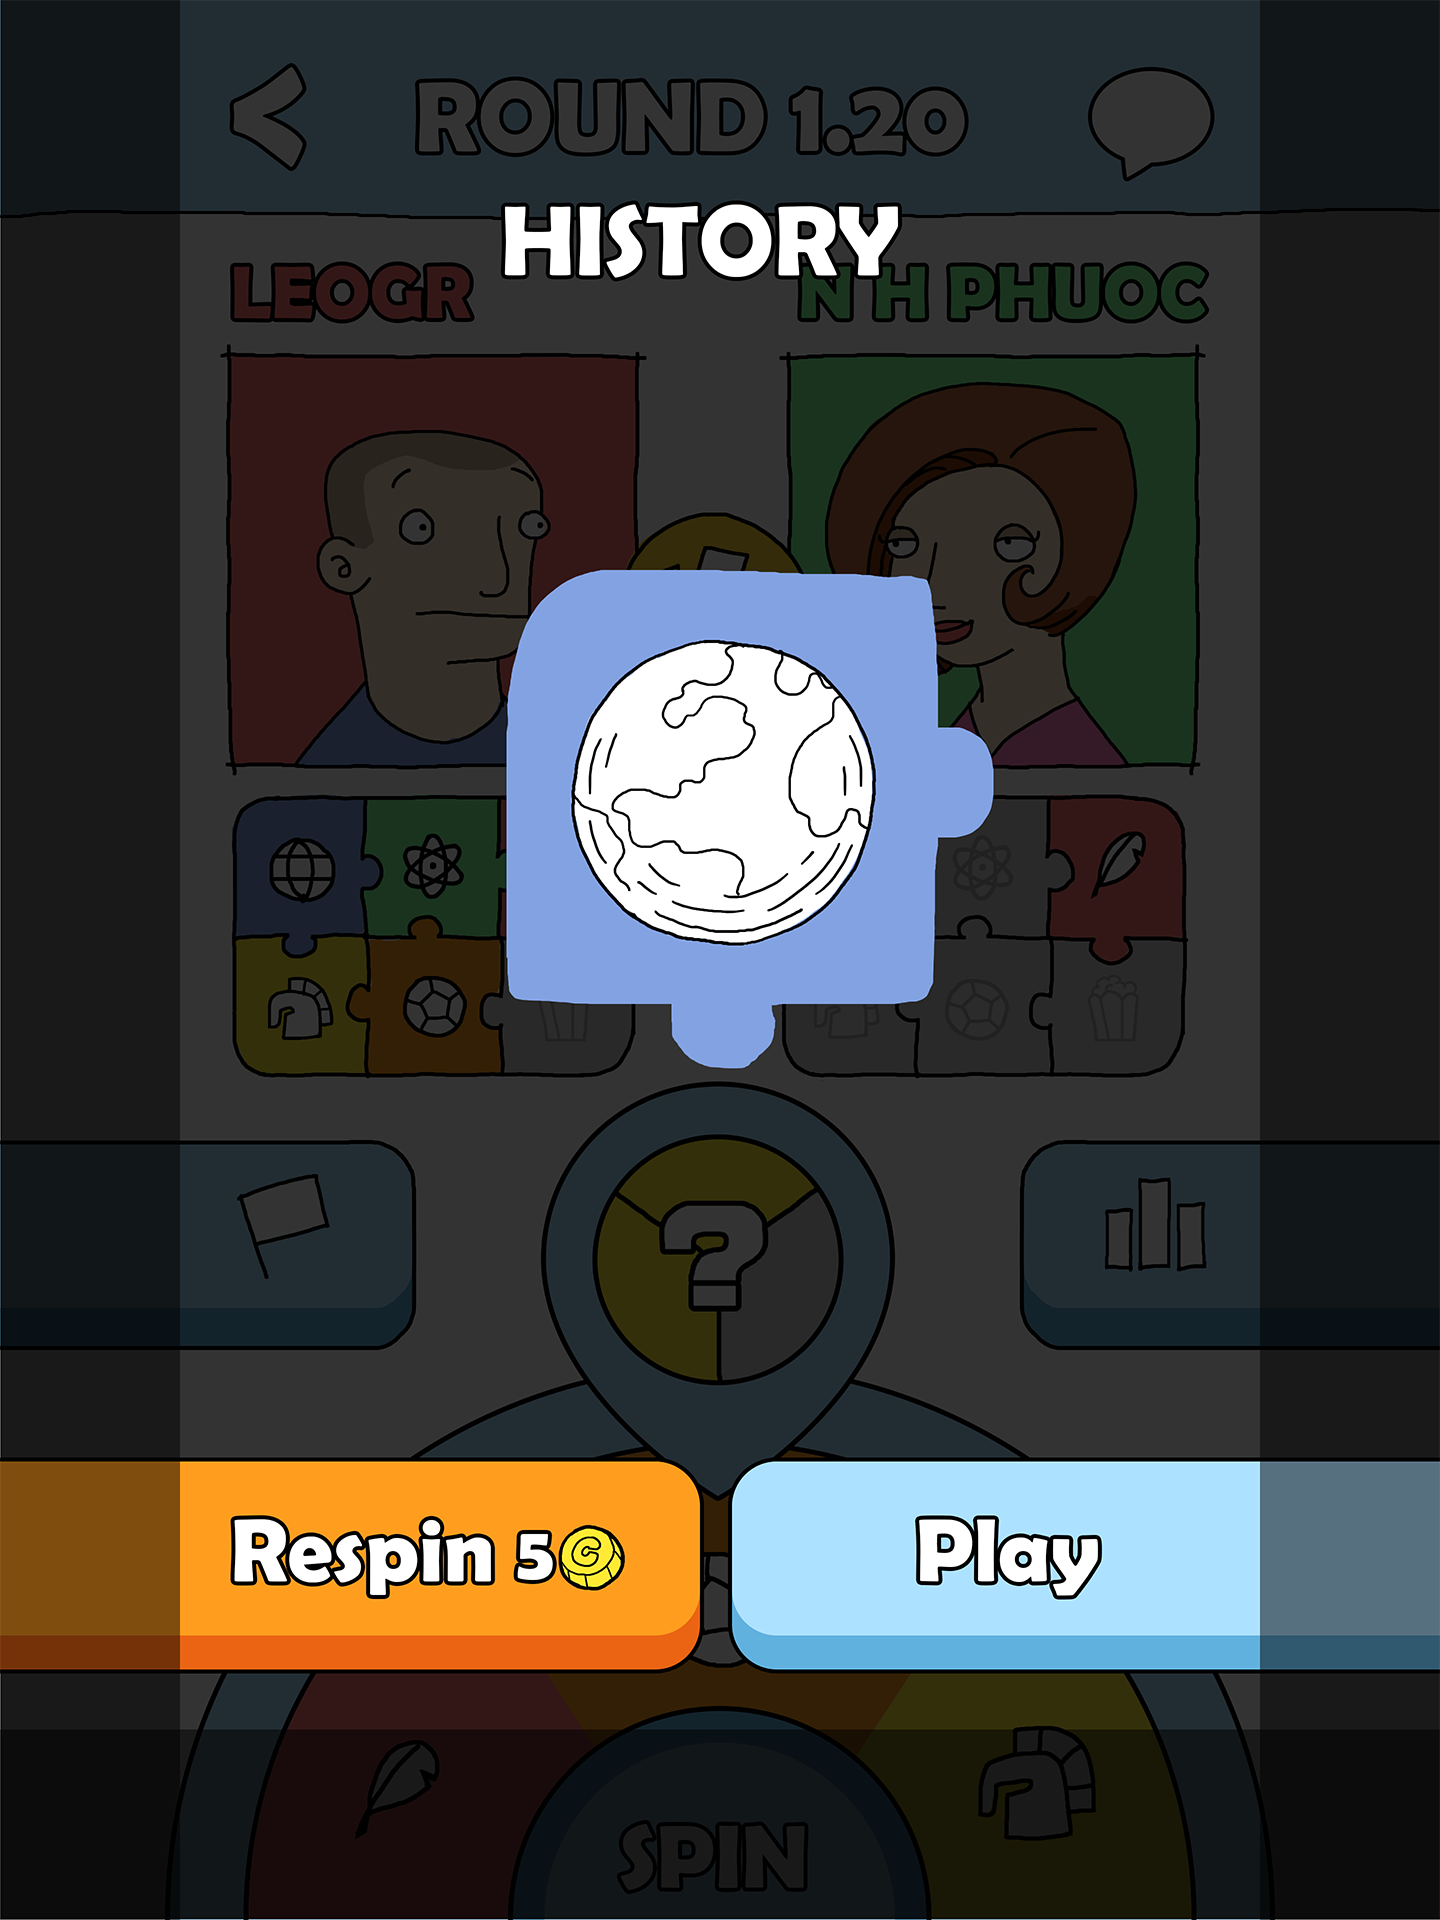 ROUND 1.20
HISTORY
LEOGR
N H PHUOC
?
Respin 5 C
Play
SPIN